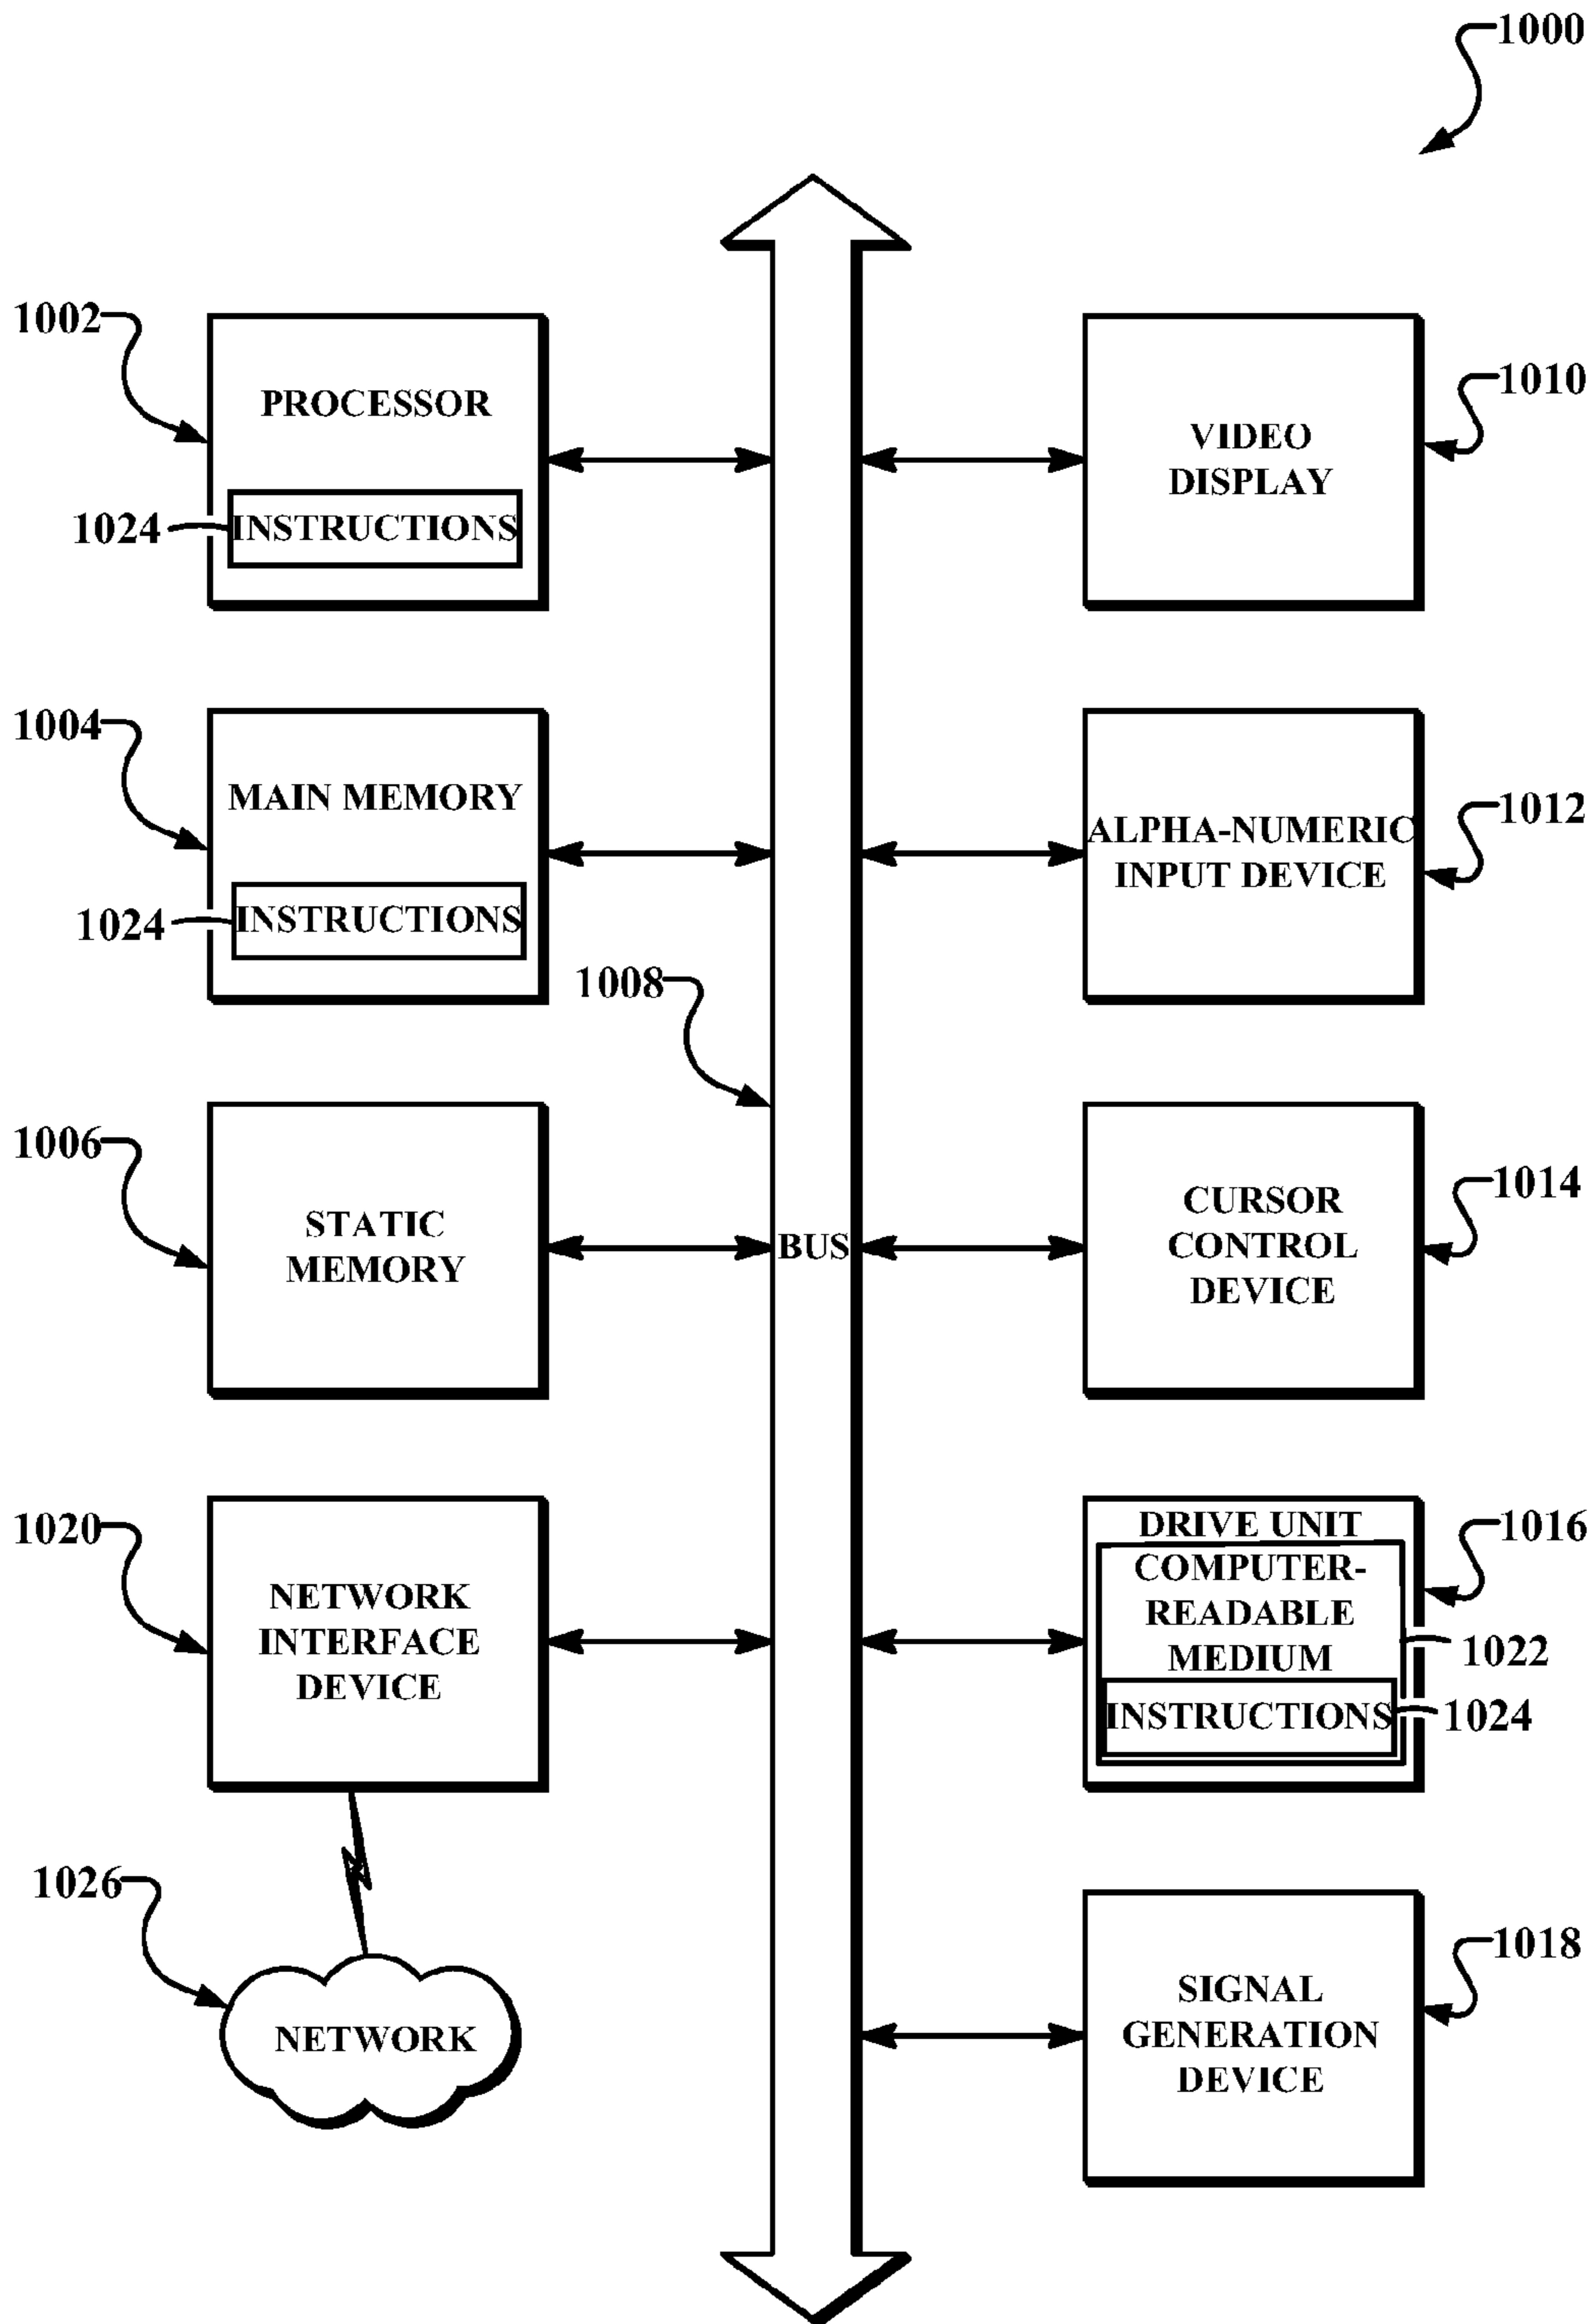 1000
1002
PROCESSOR
1024
INSTRUCTIONS
1010
VIDEO
DISPLAY
1004
MAIN MEMORY
1024
INSTRUCTIONS
1012
ALPHA-NUMERIC
INPUT DEVICE
1008
BUS
1006
STATIC
MEMORY
1014
CURSOR
CONTROL
DEVICE
1020
NETWORK
INTERFACE
DEVICE
1016
DRIVE UNIT
COMPUTER-
READABLE
MEDIUM
1022
INSTRUCTIONS
1024
1026
NETWORK
1018
SIGNAL
GENERATION
DEVICE